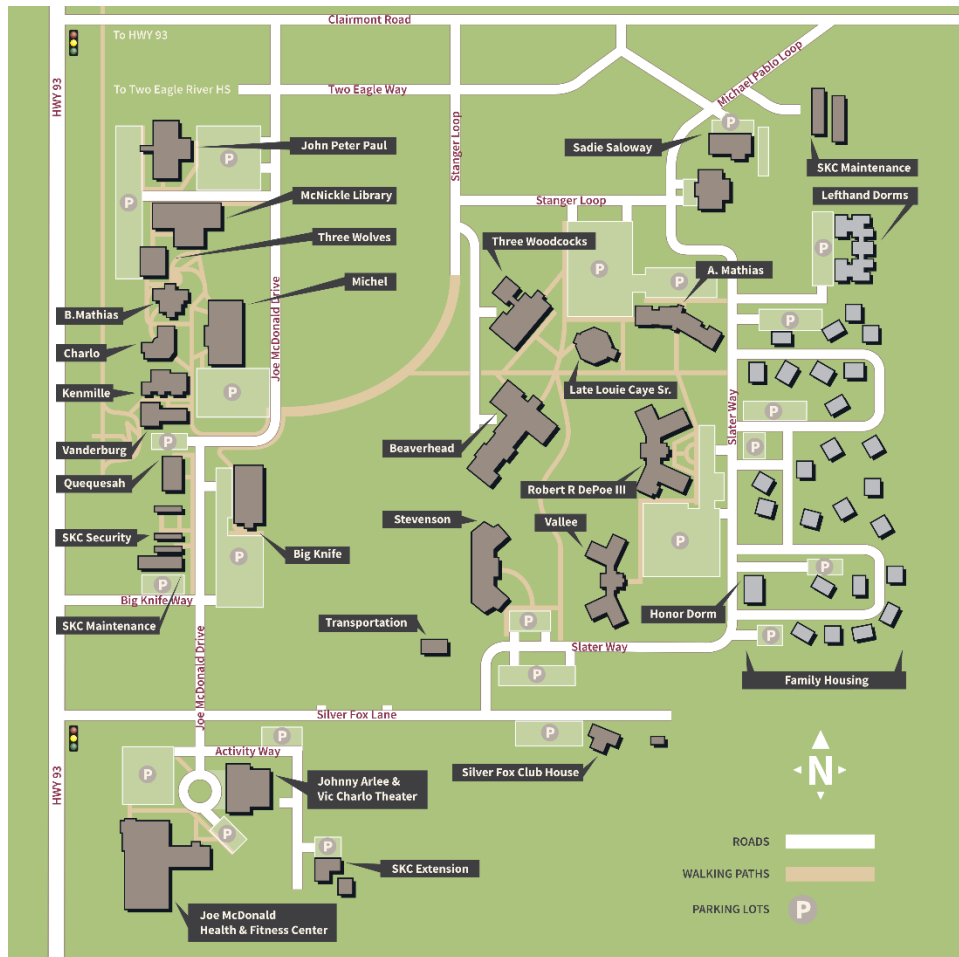 Clairmont Road
To HWY 93
HWY 93
Michael Pablo Loop
To Two Eagle River HS
Two Eagle Way
P
John Peter Paul
P
Stanger Loop
Sadie Saloway
SKC Maintenance
McNickle Library
P
Lefthand Dorms
Stanger Loop
Three Wolves
Three Woodcocks
P
P
Michel
A. Mathias
P
B.Mathias
P
Joe McDonald Drive
Charlo
Late Louie Caye Sr.
Kenmille
P
Slater Way
P
Vanderburg
P
Beaverhead
P
Quequesah
Robert R DePoe III
Stevenson
Vallee
SKC Security
Big Knife
P
P
P
P
Big Knife Way
Honor Dorm
SKC Maintenance
Transportation
P
P
Slater Way
Joe McDonald Drive
P
Family Housing
Silver Fox Lane
P
P
HWY 93
Activity Way
P
Silver Fox Club House
Johnny Arlee &
Vic Charlo Theater
N
P
P
ROADS
SKC Extension
WALKING PATHS
P
PARKING LOTS
Joe McDonald
Health & Fitness Center